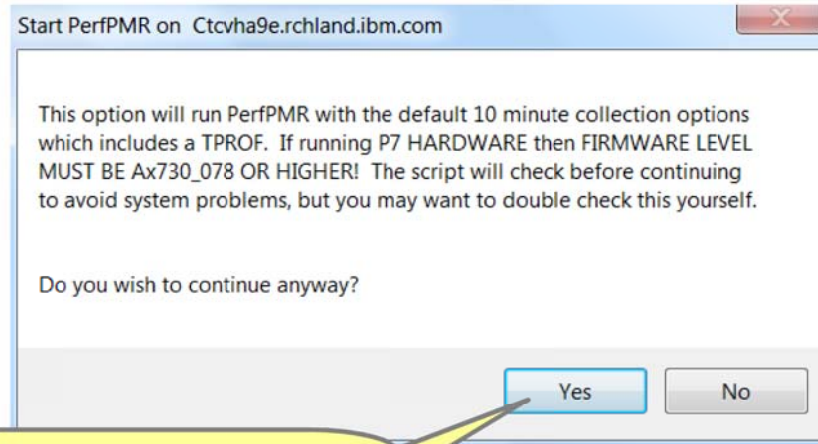 Start PerfPMR on Ctcvha9e.rchland.ibm.com
This option will run PerfPMR with the default 10 minute collection options
which includes a TPROF. If running P7 HARDWARE then FIRMWARE LEVEL
MUST BE Ax730_078 OR HIGHER! The script will check before continuing
to avoid system problems, but you may want to double check this yourself.
Do you wish to continue anyway?
Yes
No